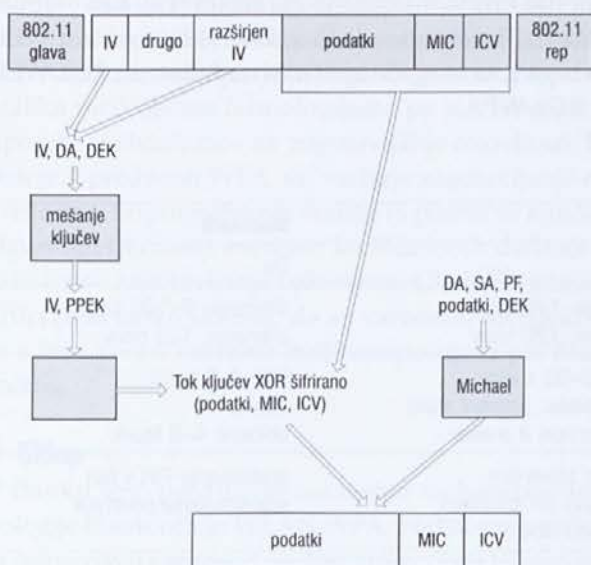 802.11
glava
IV
drugo
razširjen
IV
podatki
MIC
ICV
802.11
rep
IV, DA, DEK
mešanje
ključev
IV, PPEK
DA, SA, PF,
podatki, DEK
Tok ključev XOR šifrirano
(podatki, MIC, ICV)
Michael
podatki
MIC
ICV